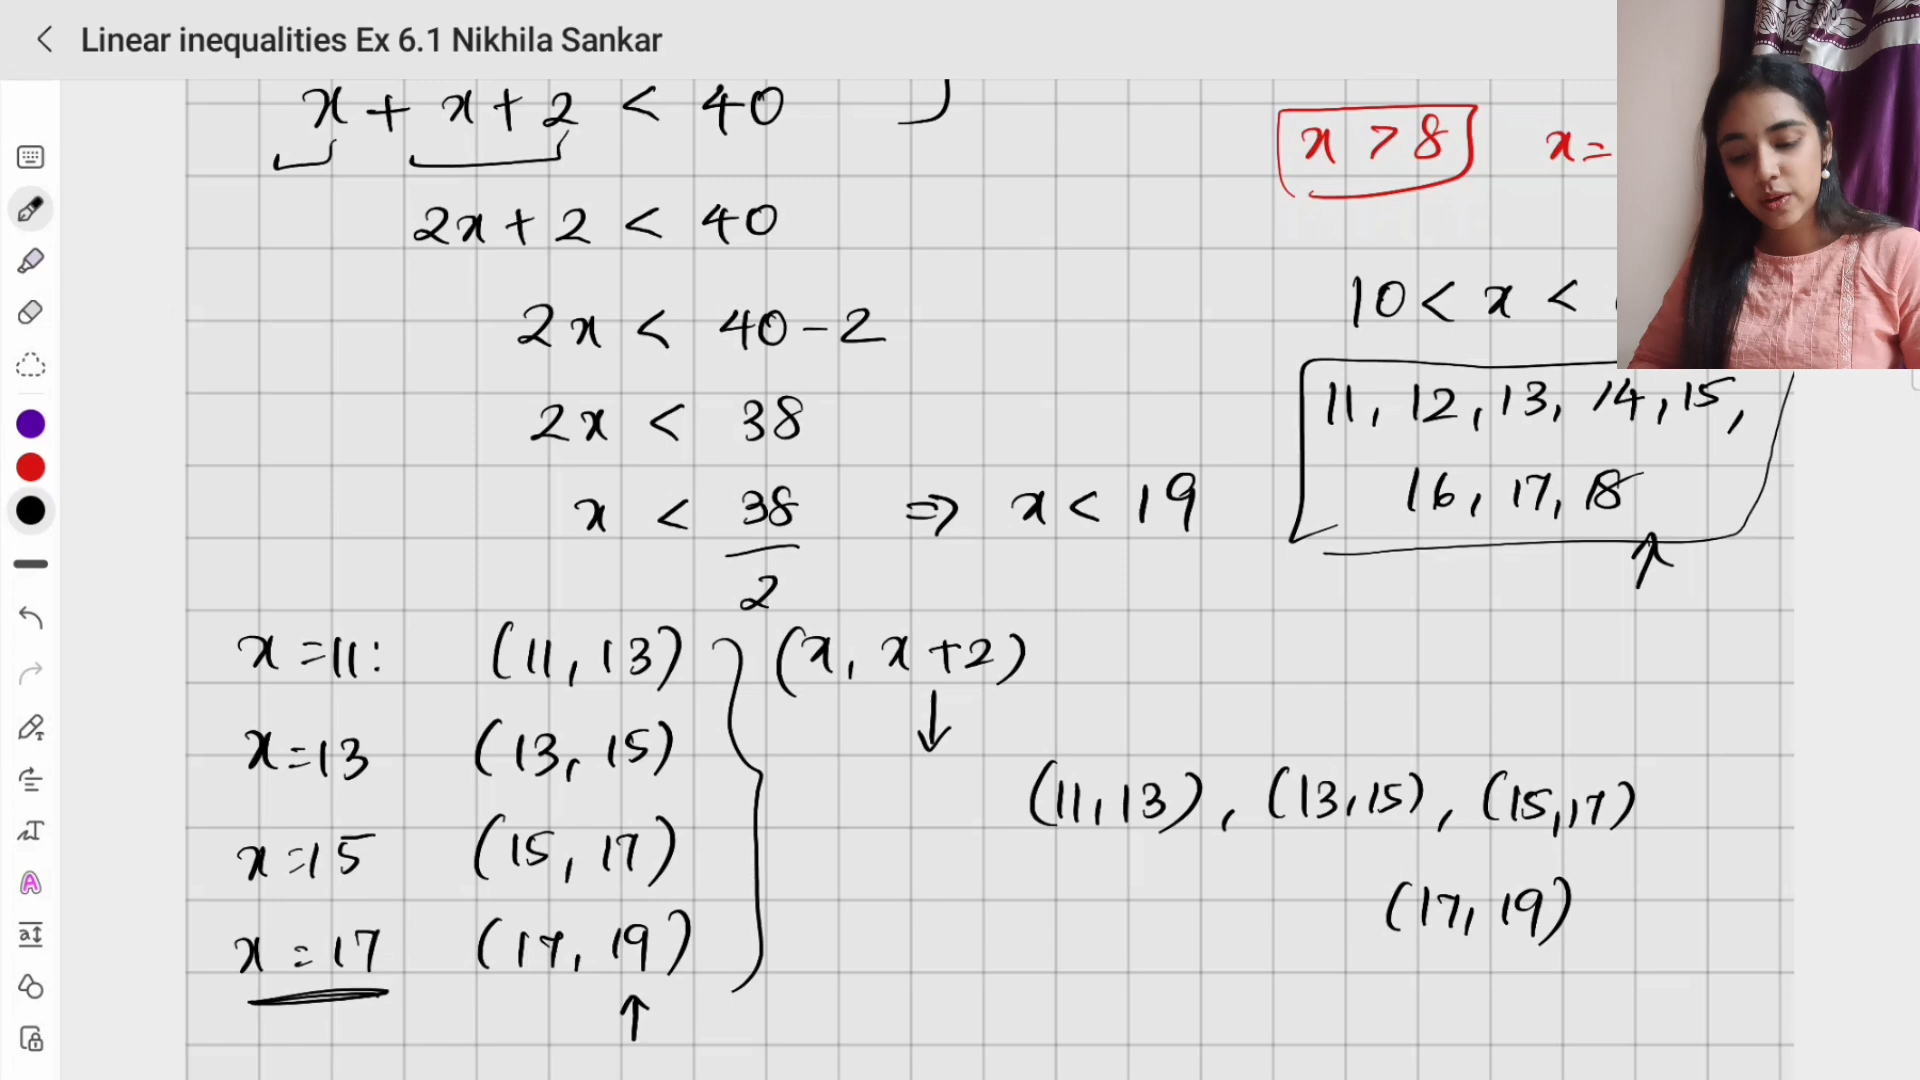 Linear inequalities Ex 6.1 Nikhila Sankar
x + x + 2 < 40
2x + 2 < 40
2x < 40 - 2
2x < 38
x < 38/2 ⇒ x < 19
x > 8 x =
10 < x <
11, 12, 13, 14, 15,
16, 17, 18
x = 11: (11, 13) (x, x + 2)
x = 13 (13, 15)
x = 15 (15, 17)
x = 17 (17, 19)
(11, 13), (13, 15), (15, 17)
(17, 19)